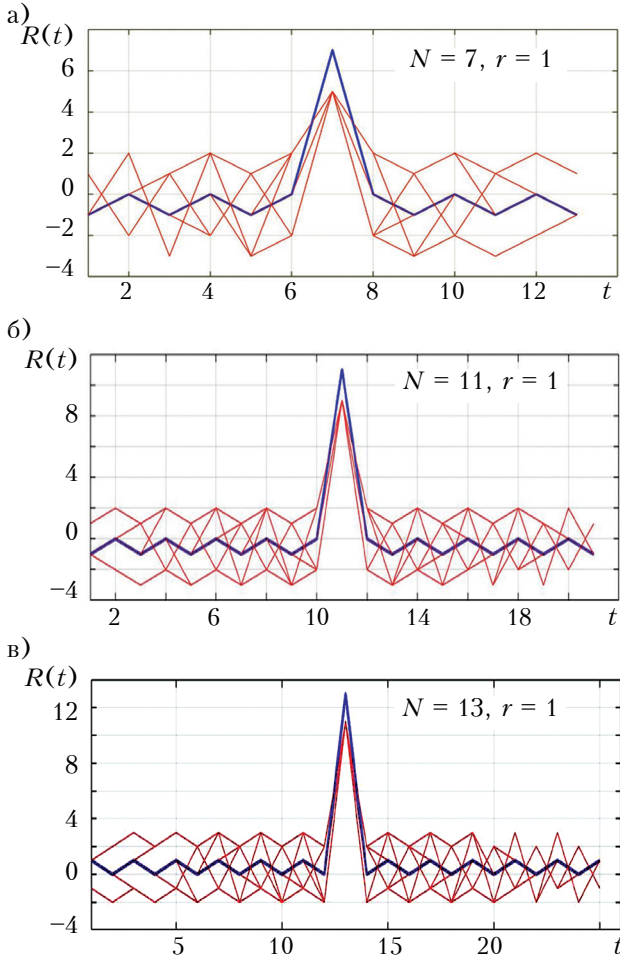 а)
R(t)
N = 7, r = 1
6
4
2
0
−2
−4
2 4 6 8 10 12 t
б)
R(t)
N = 11, r = 1
8
4
0
−4
2 6 10 14 18 t
в)
R(t)
N = 13, r = 1
12
8
4
0
−4
5 10 15 20 t